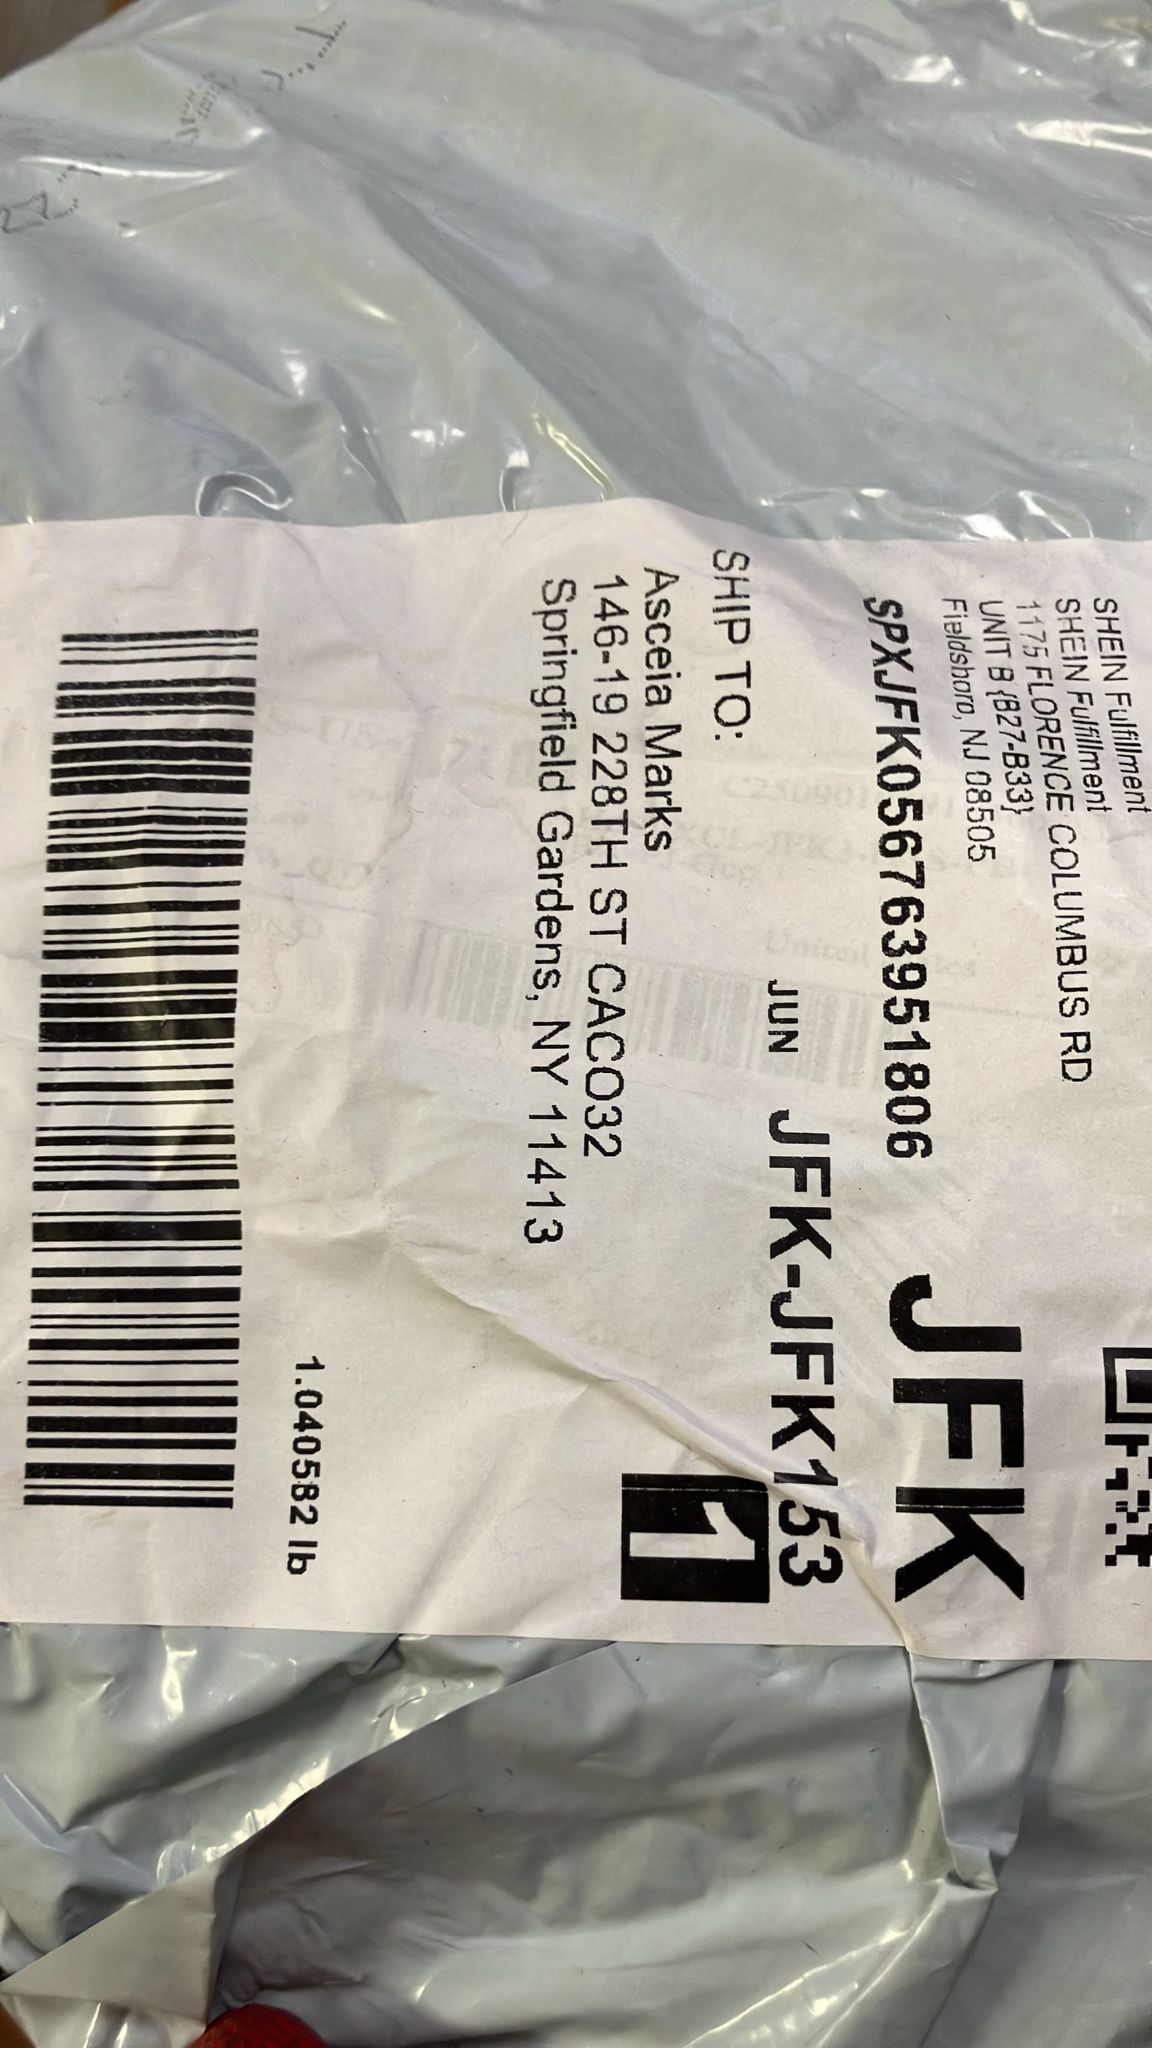 SHEIN Fulfillment
SHEIN Fulfillment
1175 FLORENCE COLUMBUS RD
UNIT B {B27-B33}
Fieldsboro, NJ 08505
SPXJFK056763951806
JFK
JUN JFK-JFK153
SHIP TO:
1
Asceia Marks
146-19 228TH ST CACO32
Springfield Gardens, NY 11413
1.040582 lb